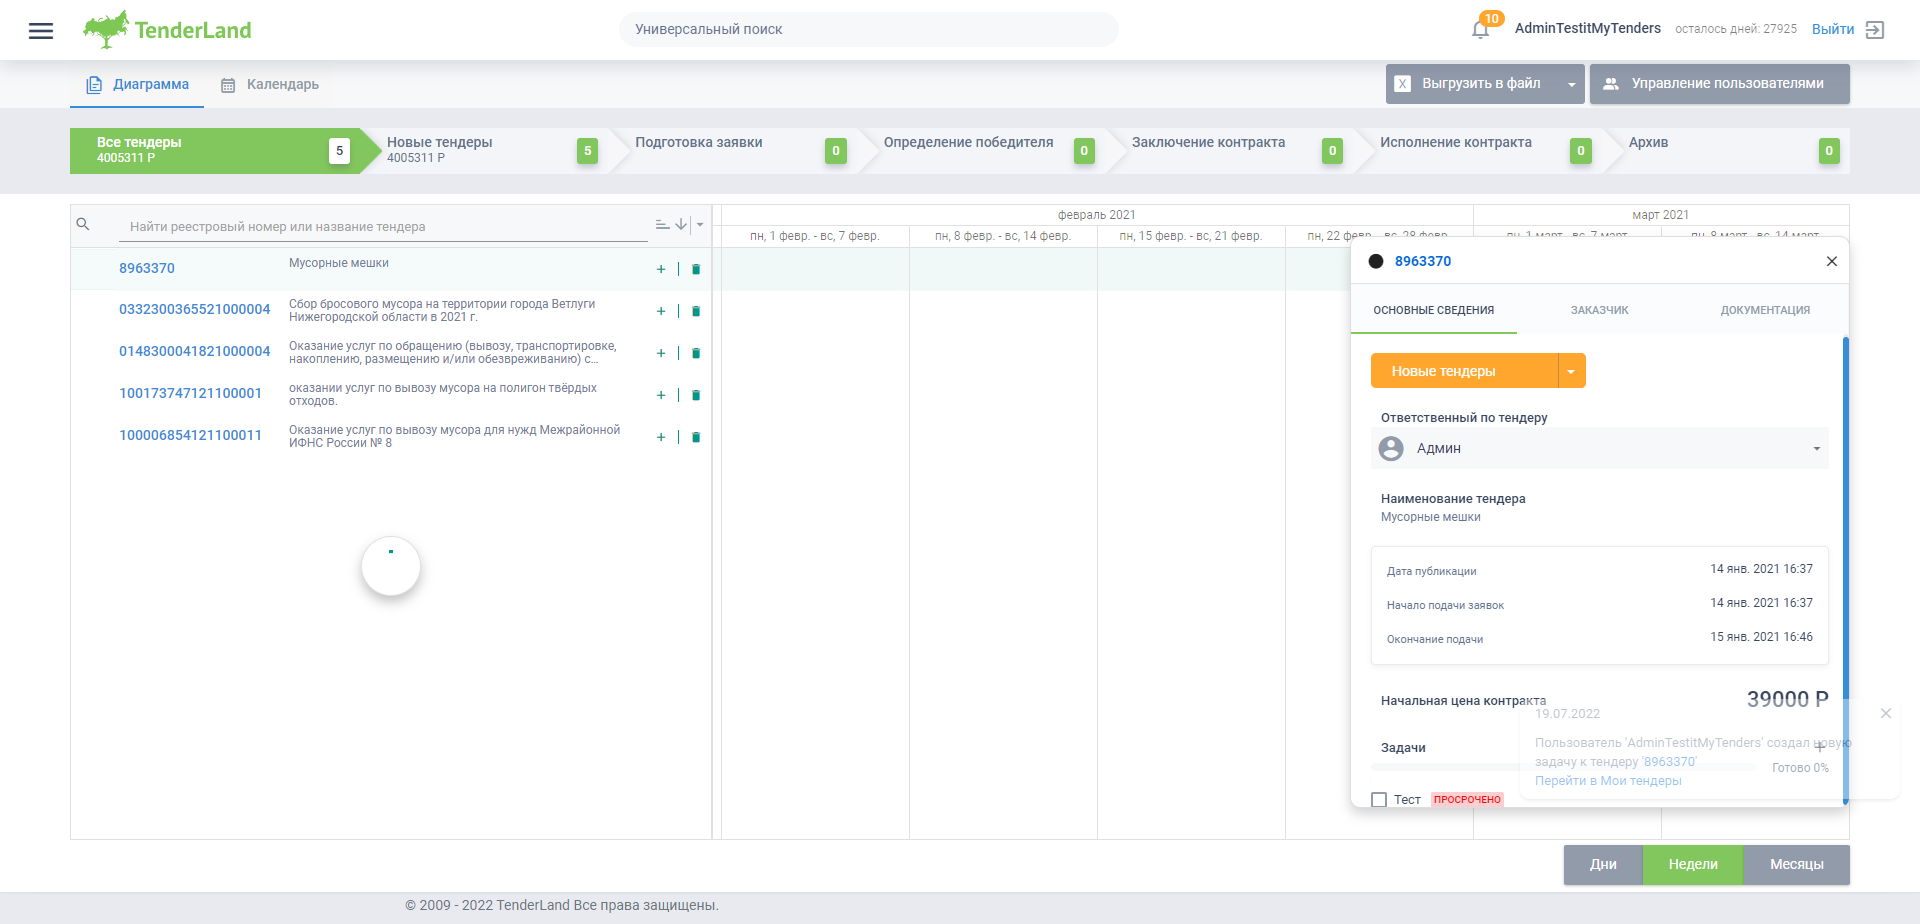 TenderLand
Универсальный поиск
10
AdminTestitMyTenders
осталось дней: 27925
Выйти
Диаграмма
Календарь
X
Выгрузить в файл
Управление пользователями
Все тендеры
4005311 Р
5
Новые тендеры
4005311 Р
5
Подготовка заявки
0
Определение победителя
0
Заключение контракта
0
Исполнение контракта
0
Архив
0
Найти реестровый номер или название тендера
февраль 2021
март 2021
пн, 1 февр. - вс, 7 февр.
пн, 8 февр. - вс, 14 февр.
пн, 15 февр. - вс, 21 февр.
пн, 22 февр. - вс, 28 февр.
пн, 1 март. - вс, 7 март.
пн, 8 март. - вс, 14 март.
8963370
Мусорные мешки
0332300365521000004
Сбор бросового мусора на территории города Ветлуги
Нижегородской области в 2021 г.
0148300041821000004
Оказание услуг по обращению (вывозу, транспортировке,
накоплению, размещению и/или обезвреживанию) с...
100173747121100001
оказании услуг по вывозу мусора на полигон твёрдых
отходов.
100006854121100011
Оказание услуг по вывозу мусора для нужд Межрайонной
ИФНС России № 8
8963370
ОСНОВНЫЕ СВЕДЕНИЯ
ЗАКАЗЧИК
ДОКУМЕНТАЦИЯ
Новые тендеры
Ответственный по тендеру
Админ
Наименование тендера
Мусорные мешки
Дата публикации
14 янв. 2021 16:37
Начало подачи заявок
14 янв. 2021 16:37
Окончание подачи
15 янв. 2021 16:46
Начальная цена контракта
39000 Р
Задачи
Готово 0%
Тест
ПРОСРОЧЕНО
19.07.2022
Пользователь 'AdminTestitMyTenders' создал новую
задачу к тендеру '8963370'
Перейти в Мои тендеры
Дни
Недели
Месяцы
© 2009 - 2022 TenderLand Все права защищены.